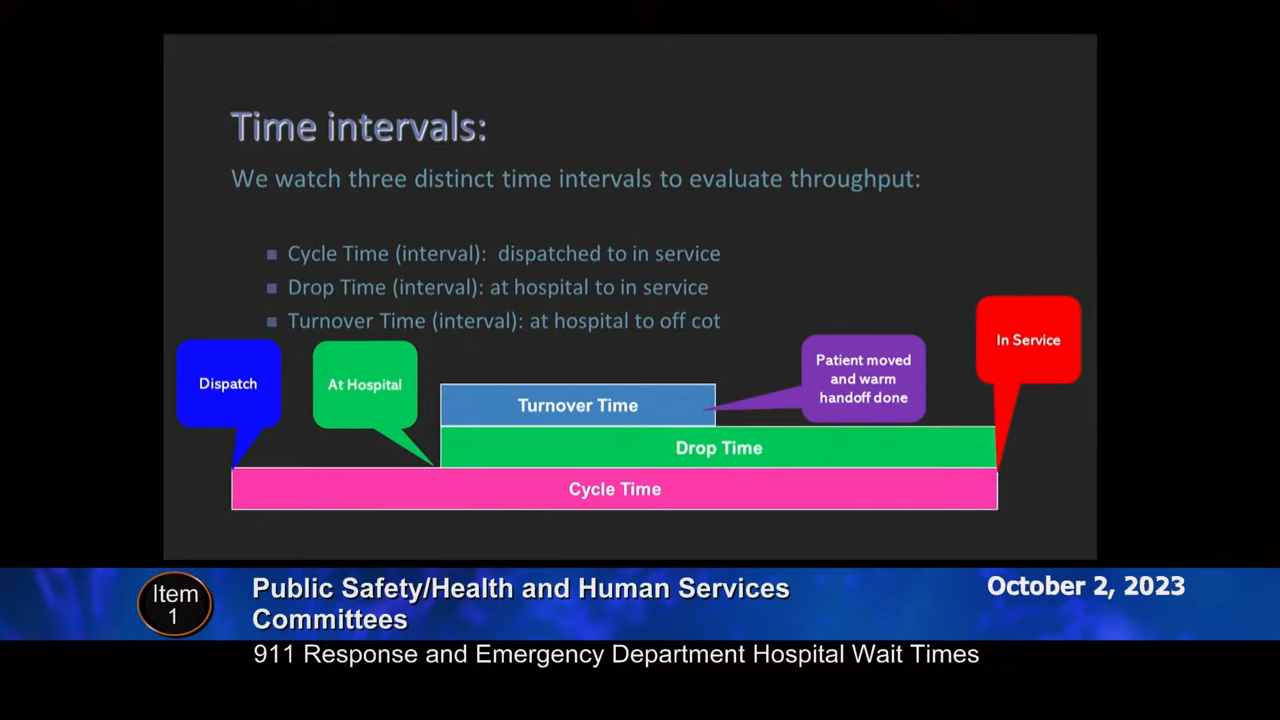 Time intervals:
We watch three distinct time intervals to evaluate throughput:
Cycle Time (interval):  dispatched to in service
Drop Time (interval): at hospital to in service
Turnover Time (interval): at hospital to off cot
Dispatch
At Hospital
Turnover Time
Patient moved
and warm
handoff done
In Service
Drop Time
Cycle Time
Item
1
Public Safety/Health and Human Services
Committees
October 2, 2023
911 Response and Emergency Department Hospital Wait Times